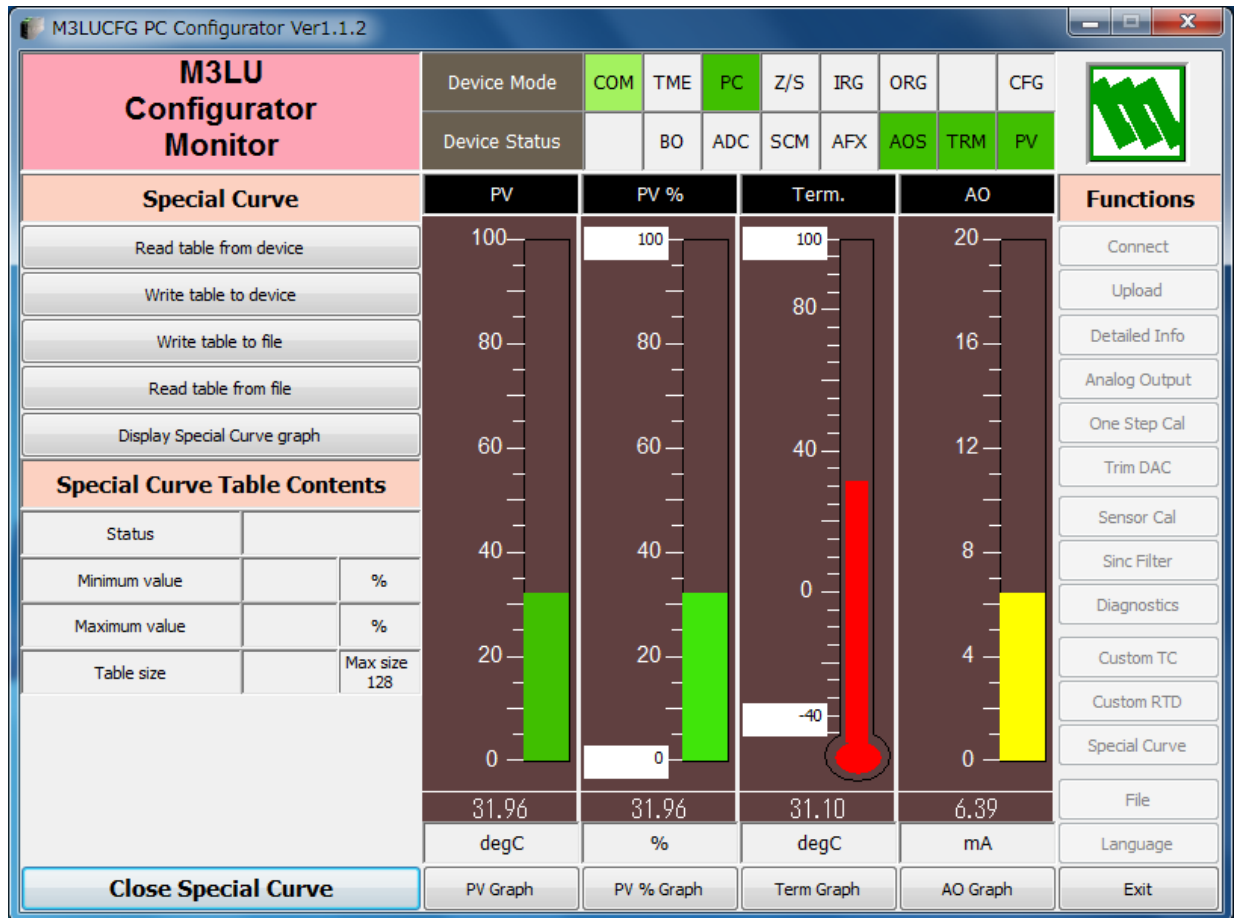 M3LUCFG PC Configurator Ver1.1.2
M3LU
Configurator
Monitor
Device Mode COM TME PC Z/S IRG ORG CFG
Device Status BO ADC SCM AFX AOS TRM PV
Special Curve
Read table from device
Write table to device
Write table to file
Read table from file
Display Special Curve graph
Special Curve Table Contents
Status
Minimum value %
Maximum value %
Table size Max size
128
Close Special Curve
PV
100
80
60
40
20
0
31.96
degC
PV Graph
PV %
100
80
60
40
20
0
31.96
%
PV % Graph
Term.
100
80
40
0
-40
31.10
degC
Term Graph
AO
20
16
12
8
4
0
6.39
mA
AO Graph
Functions
Connect
Upload
Detailed Info
Analog Output
One Step Cal
Trim DAC
Sensor Cal
Sinc Filter
Diagnostics
Custom TC
Custom RTD
Special Curve
File
Language
Exit